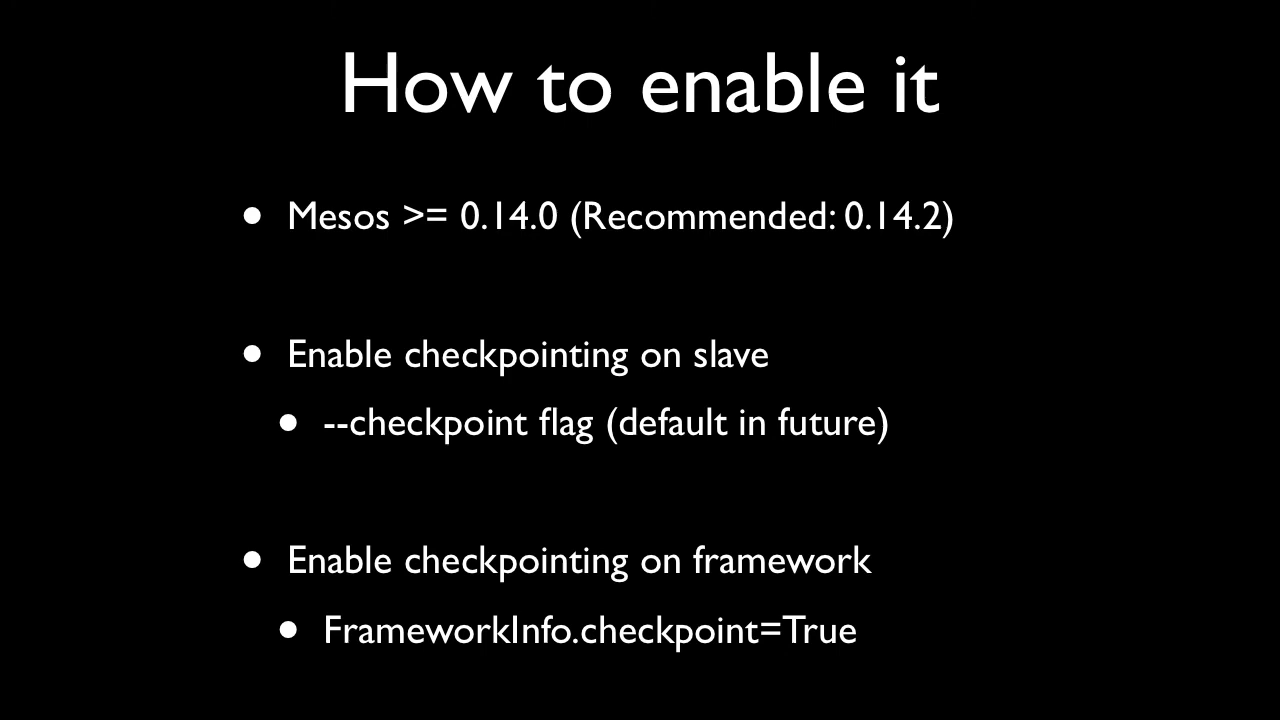 How to enable it
• Mesos >= 0.14.0 (Recommended: 0.14.2)
• Enable checkpointing on slave
• --checkpoint flag (default in future)
• Enable checkpointing on framework
• FrameworkInfo.checkpoint=True